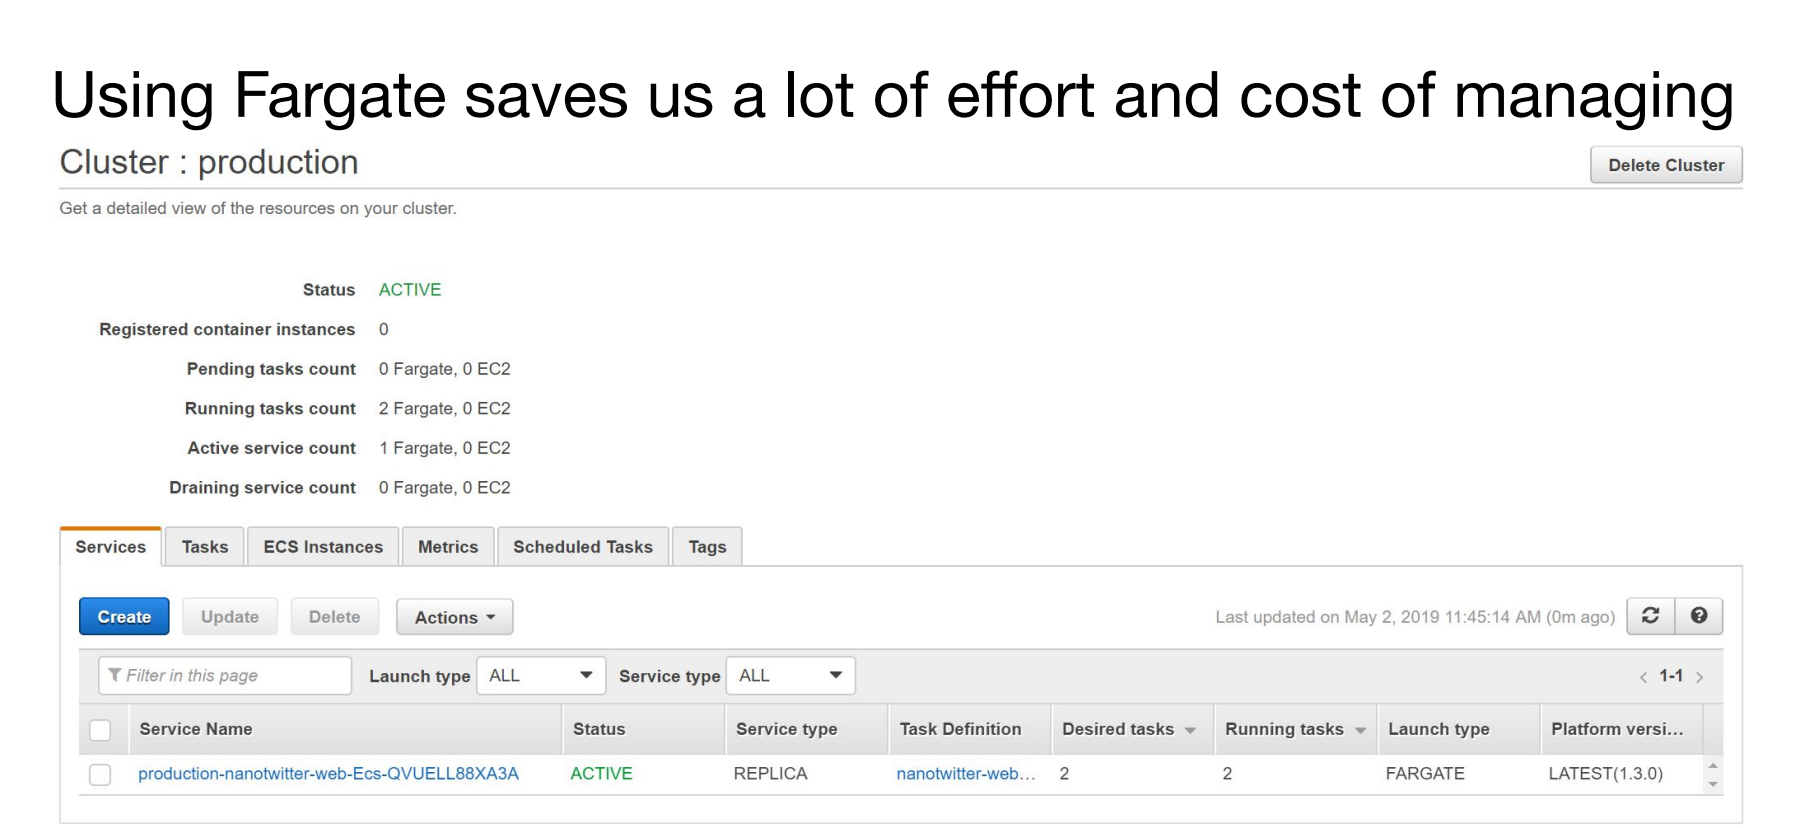 Using Fargate saves us a lot of effort and cost of managing
Cluster : production
Delete Cluster
Get a detailed view of the resources on your cluster.
Status ACTIVE
Registered container instances 0
Pending tasks count 0 Fargate, 0 EC2
Running tasks count 2 Fargate, 0 EC2
Active service count 1 Fargate, 0 EC2
Draining service count 0 Fargate, 0 EC2
Services Tasks ECS Instances Metrics Scheduled Tasks Tags
Create Update Delete Actions Last updated on May 2, 2019 11:45:14 AM (0m ago)
Filter in this page Launch type ALL Service type ALL < 1-1 >
Service Name Status Service type Task Definition Desired tasks Running tasks Launch type Platform versi...
production-nanotwitter-web-Ecs-QVUELL88XA3A ACTIVE REPLICA nanotwitter-web... 2 2 FARGATE LATEST(1.3.0)